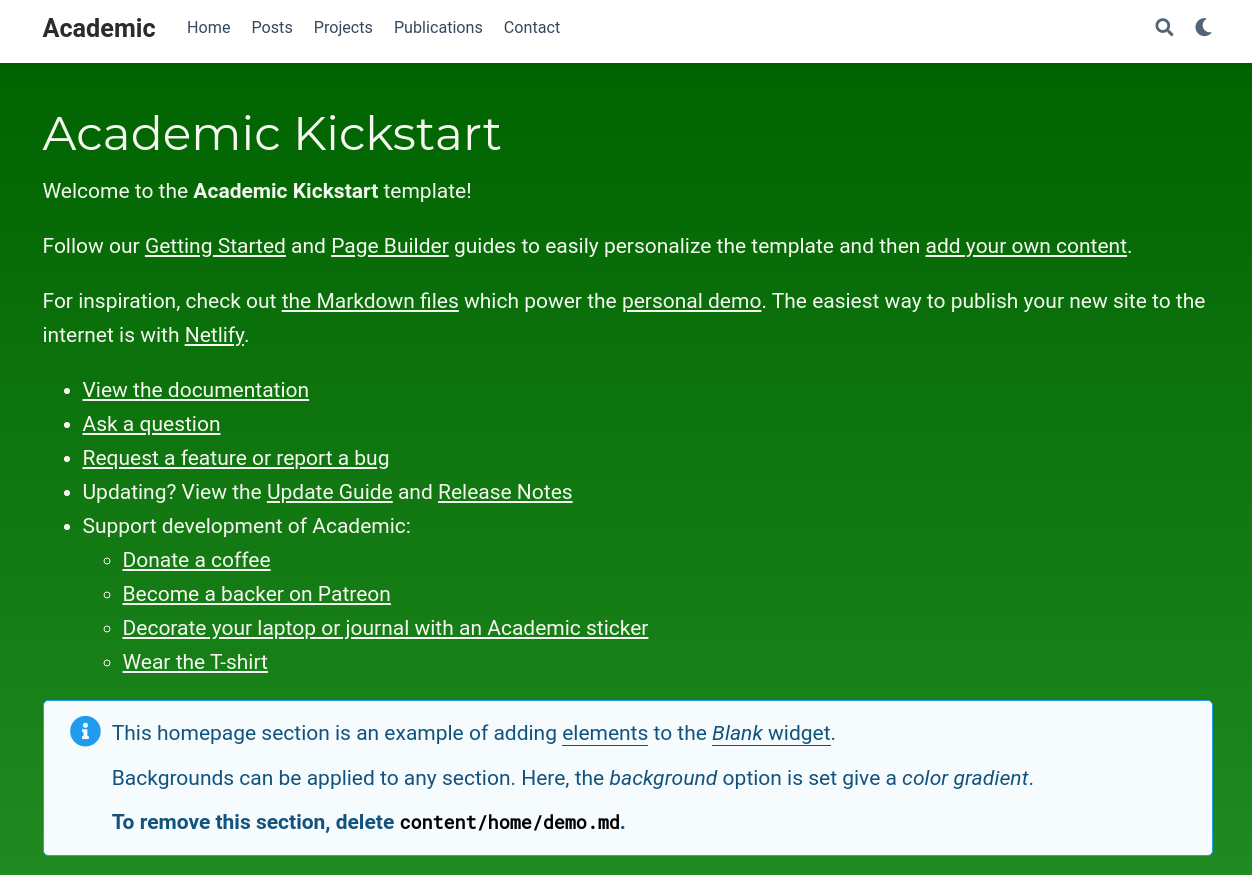 Academic Home Posts Projects Publications Contact
Academic Kickstart
Welcome to the Academic Kickstart template!
Follow our Getting Started and Page Builder guides to easily personalize the template and then add your own content.
For inspiration, check out the Markdown files which power the personal demo. The easiest way to publish your new site to the
internet is with Netlify.
View the documentation
Ask a question
Request a feature or report a bug
Updating? View the Update Guide and Release Notes
Support development of Academic:
Donate a coffee
Become a backer on Patreon
Decorate your laptop or journal with an Academic sticker
Wear the T-shirt
This homepage section is an example of adding elements to the Blank widget.
Backgrounds can be applied to any section. Here, the background option is set give a color gradient.
To remove this section, delete content/home/demo.md.